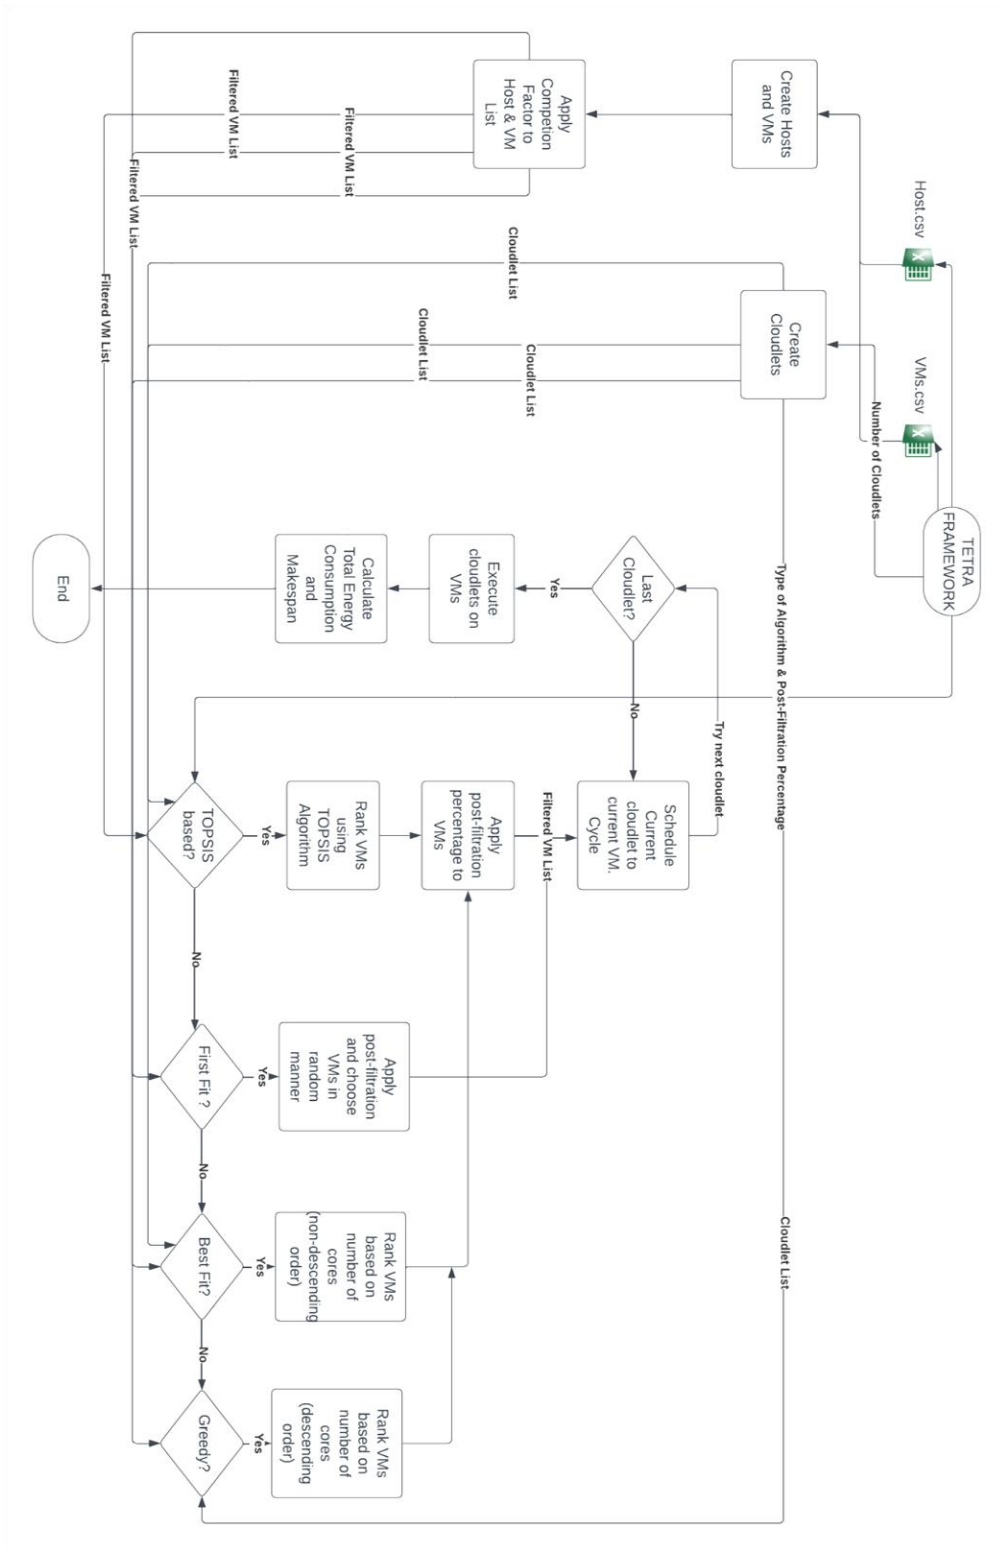 TETRA
FRAMEWORK
Host.csv
VMs.csv
Number of Cloudlets
Create Hosts
and VMs
Create
Cloudlets
Type of Algorithm & Post-Filtration Percentage
Cloudlet List
Apply
Competion
Factor to
Host & VM
List
Cloudlet List
Cloudlet List
Cloudlet List
Filtered VM List
Filtered VM List
Filtered VM List
Filtered VM List
Last
Cloudlet?
Yes
No
Try next cloudlet
Execute
cloudlets on
VMs
Calculate
Total Energy
Consumption
and
Makespan
End
Schedule
Current
cloudlet to
current VM.
Cycle
Filtered VM List
Apply
post-filtration
percentage to
VMs
Rank VMs
using
TOPSIS
Algorithm
Yes
TOPSIS
based?
No
Apply
post-filtration
and choose
VMs in
random
manner
Yes
First Fit ?
No
Rank VMs
based on
number of
cores
(non-descending
order)
Yes
Best Fit?
No
Rank VMs
based on
number of
cores
(descending
order)
Yes
Greedy?